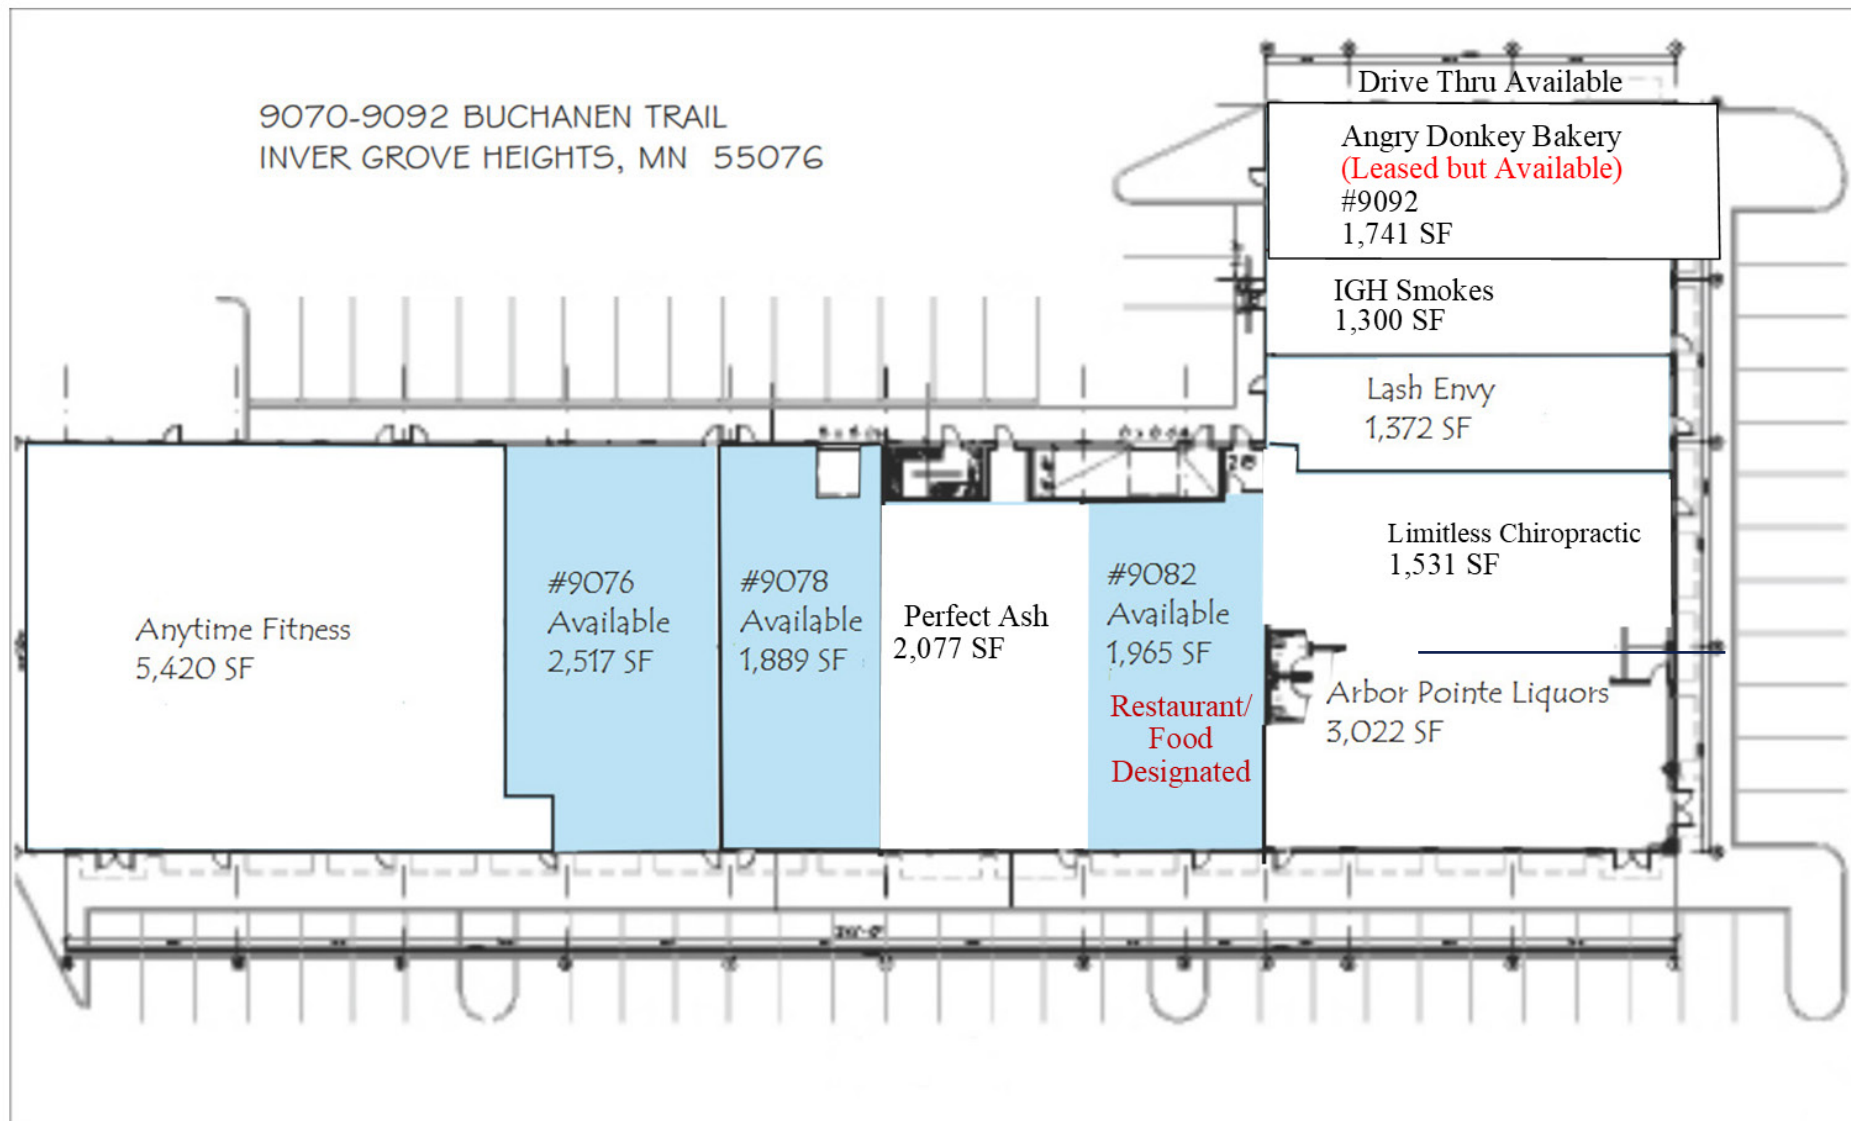 9070-9092 BUCHANEN TRAIL
INVER GROVE HEIGHTS, MN 55076
Drive Thru Available
Angry Donkey Bakery
(Leased but Available)
#9092
1,741 SF
IGH Smokes
1,300 SF
Lash Envy
1,372 SF
Limitless Chiropractic
1,531 SF
Arbor Pointe Liquors
3,022 SF
Anytime Fitness
5,420 SF
#9076
Available
2,517 SF
#9078
Available
1,889 SF
Perfect Ash
2,077 SF
#9082
Available
1,965 SF
Restaurant/
Food
Designated